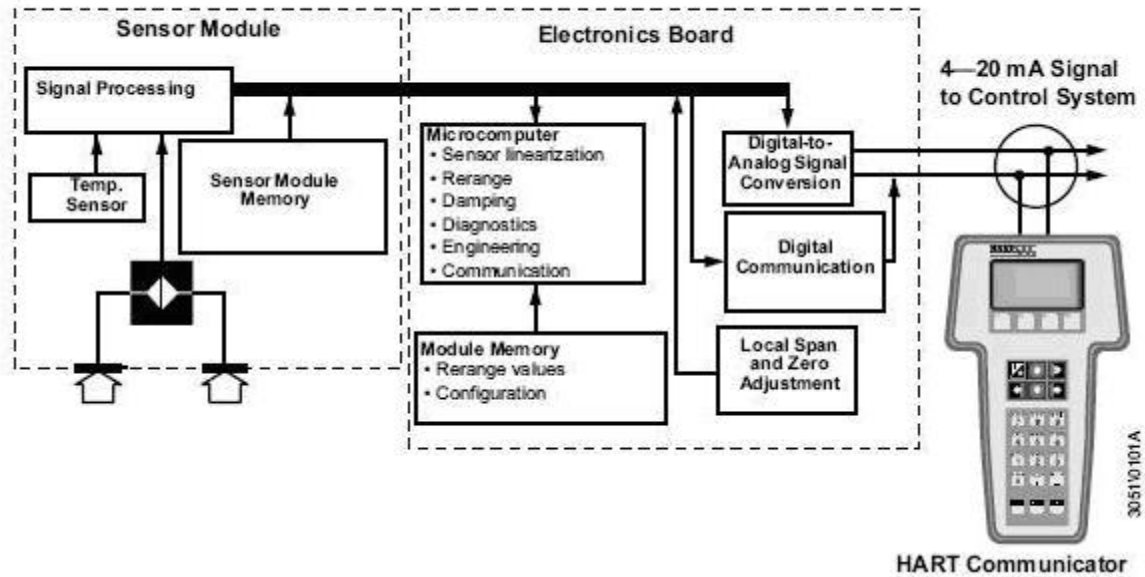 Sensor Module
Electronics Board
Signal Processing
Temp.
Sensor
Sensor Module
Memory
Microcomputer
• Sensor linearization
• Rerange
• Damping
• Diagnostics
• Engineering
• Communication
Module Memory
• Rerange values
• Configuration
Digital-to-
Analog Signal
Conversion
Digital
Communication
Local Span
and Zero
Adjustment
4—20 mA Signal
to Control System
HART Communicator
3051\0101A